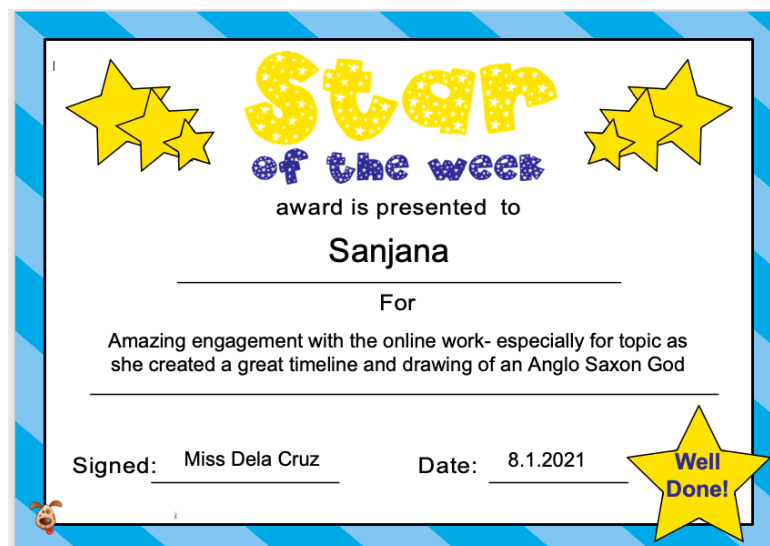 Star
of the week
award is presented to
Sanjana
For
Amazing engagement with the online work- especially for topic as
she created a great timeline and drawing of an Anglo Saxon God
Signed: Miss Dela Cruz Date: 8.1.2021
Well
Done!